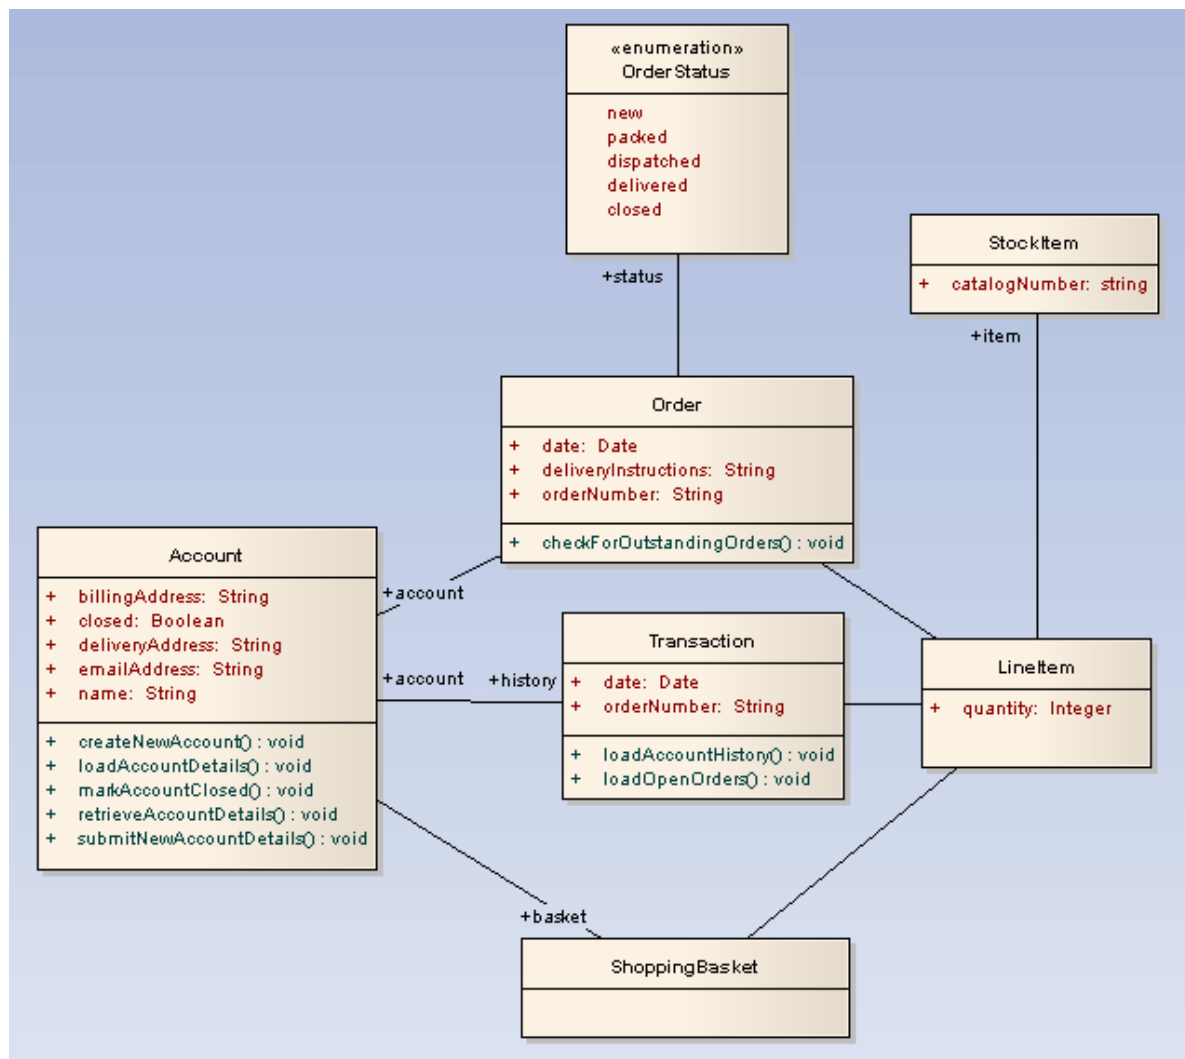 «enumeration»
OrderStatus
new
packed
dispatched
delivered
closed
+status
StockItem
+ catalogNumber: string
+item
Order
+ date: Date
+ deliveryInstructions: String
+ orderNumber: String
+ checkForOutstandingOrders() : void
Account
+ billingAddress: String
+ closed: Boolean
+ deliveryAddress: String
+ emailAddress: String
+ name: String
+ createNewAccount() : void
+ loadAccountDetails() : void
+ markAccountClosed() : void
+ retrieveAccountDetails() : void
+ submitNewAccountDetails() : void
+account
+account
+history
Transaction
+ date: Date
+ orderNumber: String
+ loadAccountHistory() : void
+ loadOpenOrders() : void
LineItem
+ quantity: Integer
+basket
ShoppingBasket